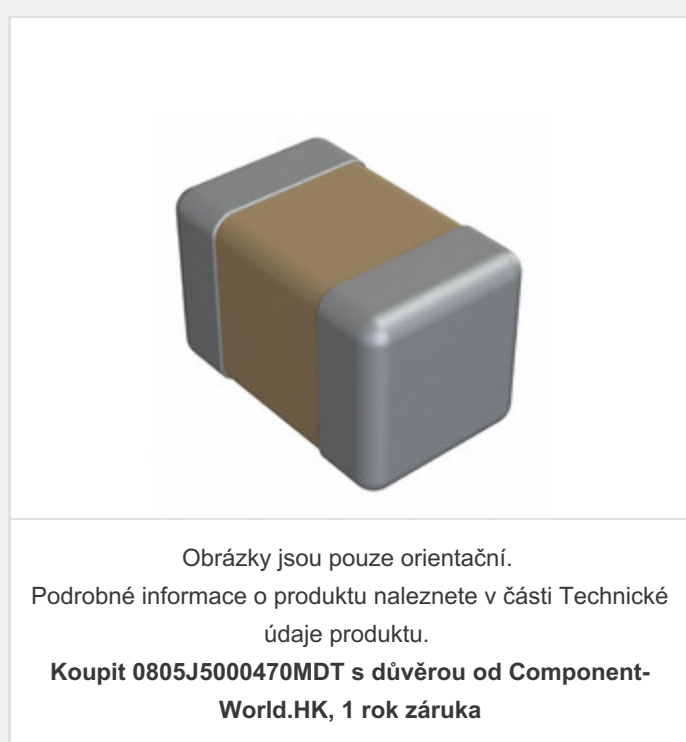 Obrázky jsou pouze orientační.
Podrobné informace o produktu naleznete v části Technické
údaje produktu.
Koupit 0805J5000470MDT s důvěrou od Component-
World.HK, 1 rok záruka